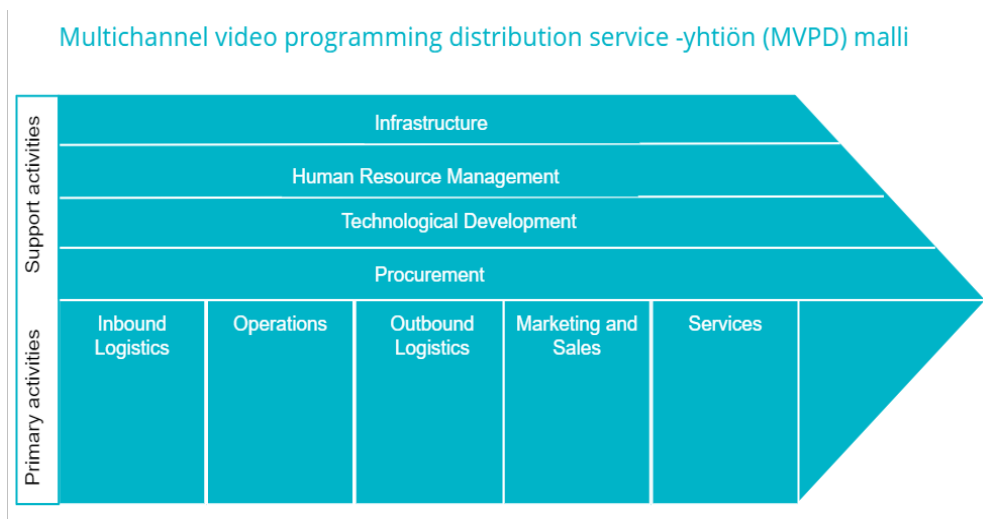 Multichannel video programming distribution service -yhtiön (MVPD) malli
Support activities
Infrastructure
Human Resource Management
Technological Development
Procurement
Primary activities
Inbound
Logistics
Operations
Outbound
Logistics
Marketing and
Sales
Services